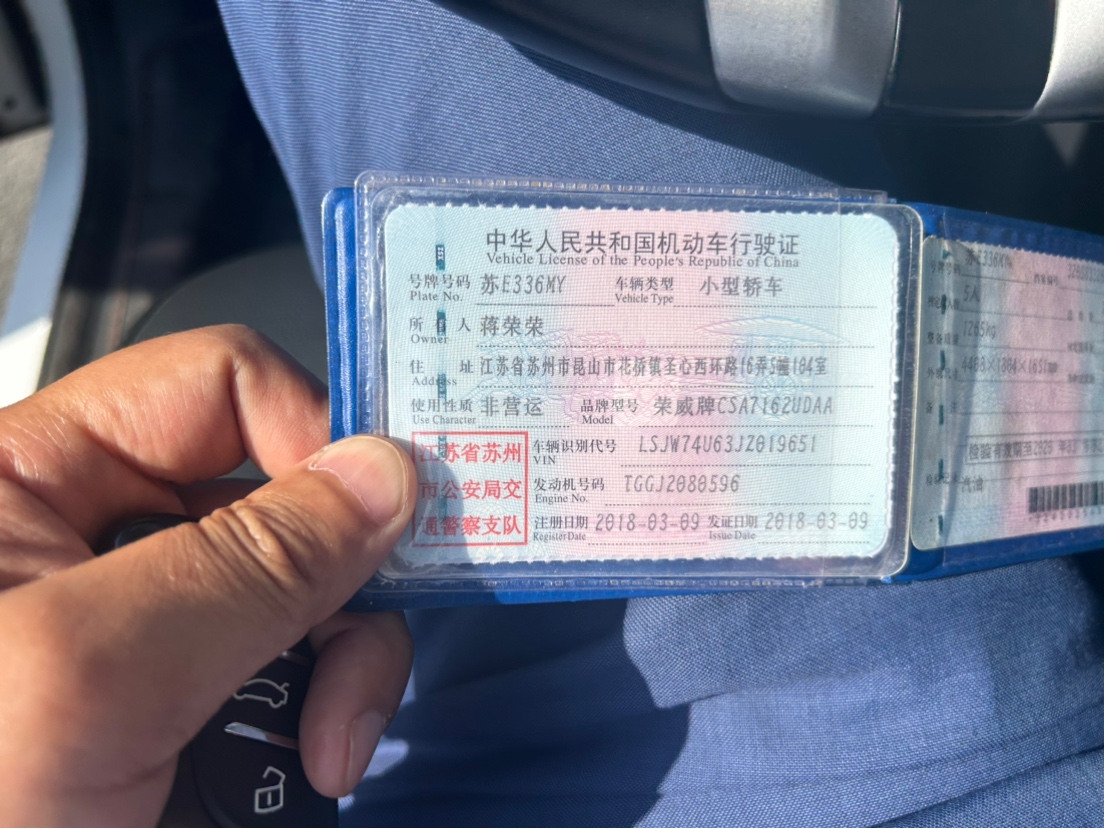 中华人民共和国机动车行驶证
Vehicle License of the People's Republic of China
号牌号码 苏E336MY 车辆类型 小型轿车
Plate No. Vehicle Type
所有人 蒋荣荣
Owner
住址 江苏省苏州市昆山市花桥镇圣心西环路16弄5幢104室
Address
使用性质 非营运 品牌型号 荣威牌CSA7162UDAA
Use Character Model
江苏省苏州 车辆识别代号 LSJW74U63JZ019651
VIN
市公安局交 发动机号码 TGGJ2080596
Engine No.
通警察支队 注册日期 2018-03-09 发证日期 2018-03-09
Register Date Issue Date
5人
1265kg
汽油